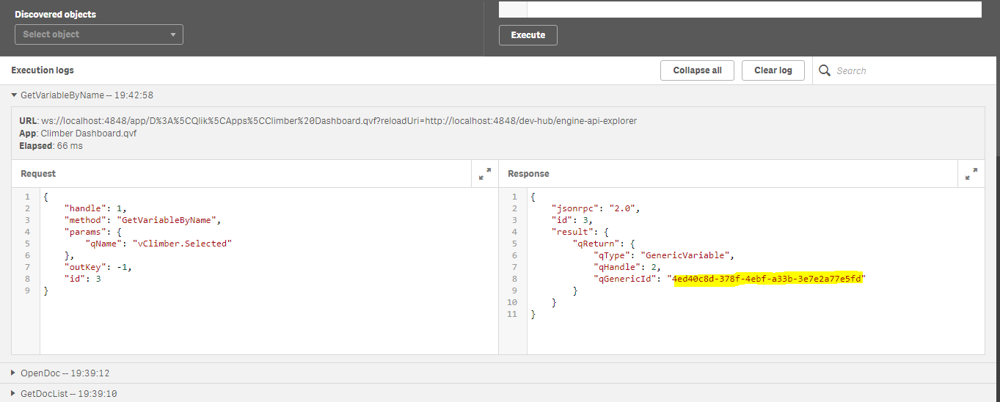 Discovered objects
Select object
Execute
Execution logs
Collapse all
Clear log
Search
GetVariableByName -- 19:42:58
URL: ws://localhost:4848/app/D%3A%5CQlik%5CApps%5CClimber%20Dashboard.qvf?reloadUri=http://localhost:4848/dev-hub/engine-api-explorer
App: Climber Dashboard.qvf
Elapsed: 66 ms
Request
1 {
2 "handle": 1,
3 "method": "GetVariableByName",
4 "params": {
5 "qName": "vClimber.Selected"
6 },
7 "outKey": -1,
8 "id": 3
9 }
Response
1 {
2 "jsonrpc": "2.0",
3 "id": 3,
4 "result": {
5 "qReturn": {
6 "qType": "GenericVariable",
7 "qHandle": 2,
8 "qGenericId": "4ed40c8d-378f-4ebf-a33b-3e7e2a77e5fd"
9 }
10 }
11 }
OpenDoc -- 19:39:12
GetDocList -- 19:39:10